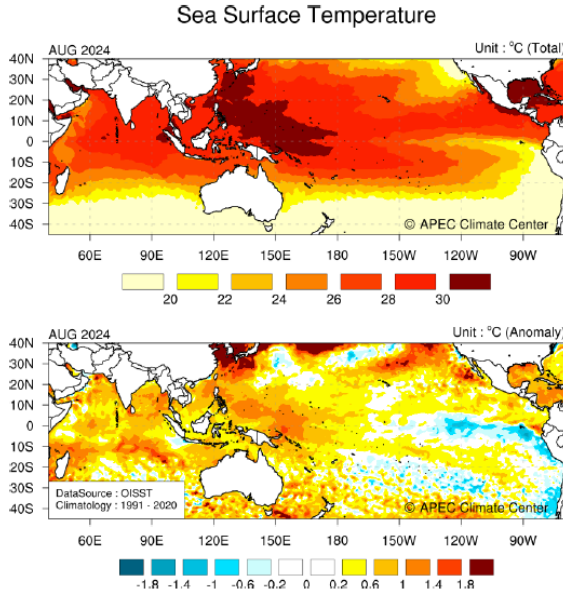 Sea Surface Temperature
AUG 2024 Unit : °C (Total)
40N
30N
20N
10N
0
10S
20S
30S
40S
© APEC Climate Center
60E 90E 120E 150E 180 150W 120W 90W
20 22 24 26 28 30
AUG 2024 Unit : °C (Anomaly)
40N
30N
20N
10N
0
10S
20S
30S
40S
DataSource : OISST
Climatology : 1991 - 2020
© APEC Climate Center
60E 90E 120E 150E 180 150W 120W 90W
-1.8 -1.4 -1 -0.6 -0.2 0 0.2 0.6 1 1.4 1.8